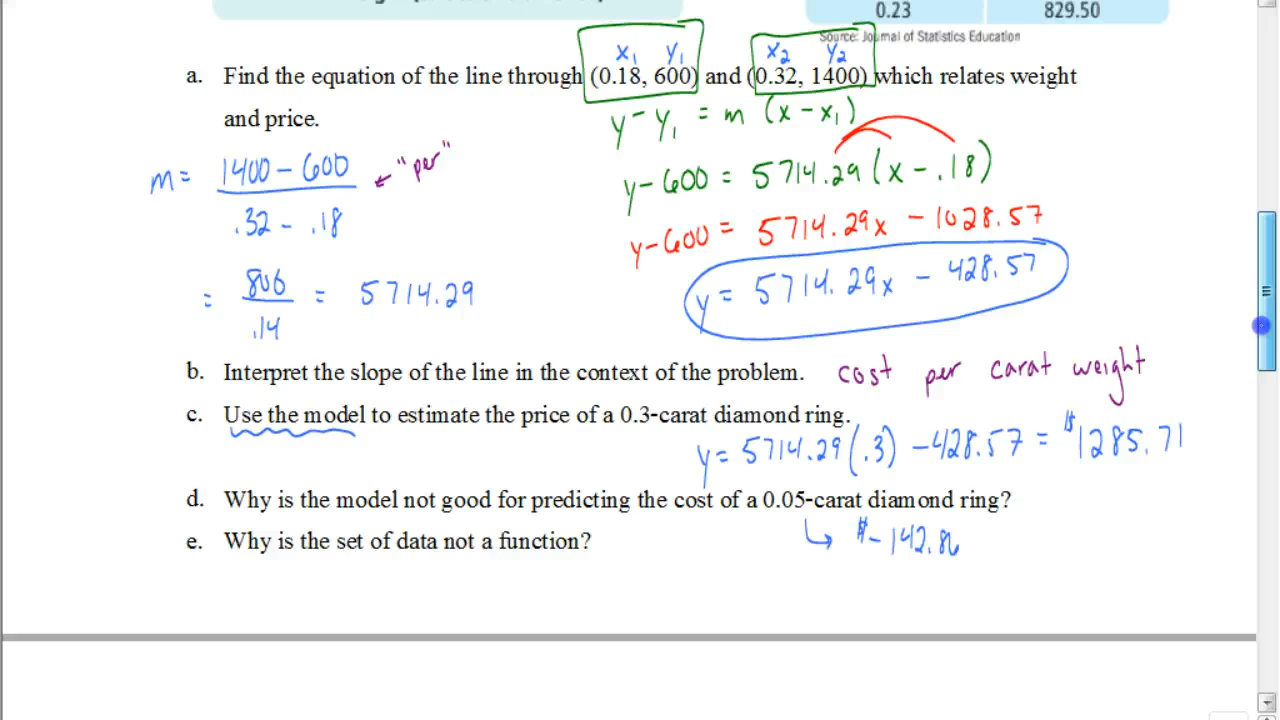 0.23 829.50
Source: Journal of Statistics Education
x₁ y₁ x₂ y₂
a. Find the equation of the line through (0.18, 600) and (0.32, 1400) which relates weight
and price.
y - y₁ = m (x - x₁)
m = 1400 - 600 / .32 - .18 ← "per"
y - 600 = 5714.29 (x - .18)
y - 600 = 5714.29x - 1028.57
= 800 / .14 = 5714.29
y = 5714.29x - 428.57
b. Interpret the slope of the line in the context of the problem. cost per carat weight
c. Use the model to estimate the price of a 0.3-carat diamond ring.
y = 5714.29 (.3) - 428.57 = $1285.71
d. Why is the model not good for predicting the cost of a 0.05-carat diamond ring?
↳ $ - 142.86
e. Why is the set of data not a function?